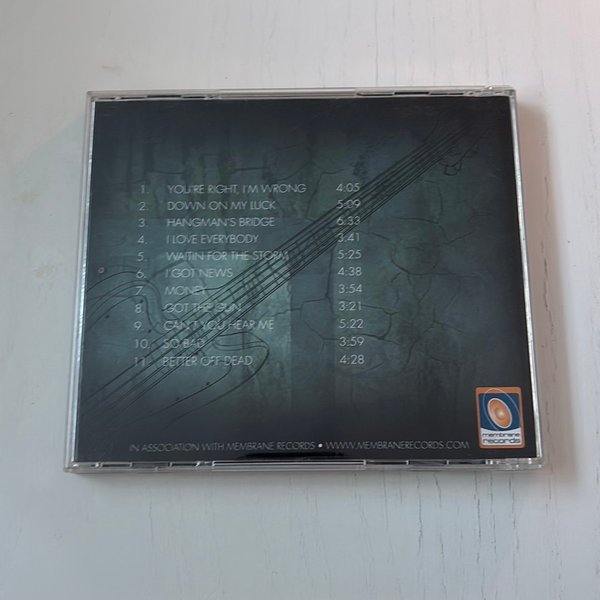 1. YOU'RE RIGHT, I'M WRONG 4:05
2. DOWN ON MY LUCK 5:09
3. HANGMAN'S BRIDGE 6:33
4. I LOVE EVERYBODY 3:41
5. WAITIN FOR THE STORM 5:25
6. I GOT NEWS 4:38
7. MONEY 3:54
8. GOT THE GUN 3:21
9. CAN'T YOU HEAR ME 5:22
10. SO BAD 3:59
11. BETTER OFF DEAD 4:28
IN ASSOCIATION WITH MEMBRANE RECORDS • WWW.MEMBRANERECORDS.COM
membrane
records